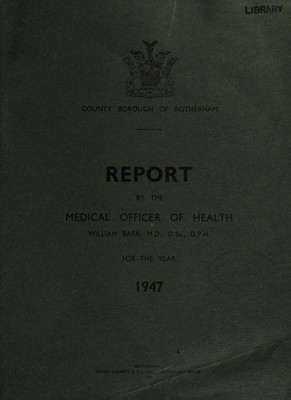 LIBRARY
COUNTY BOROUGH OF ROTHERHAM
REPORT
BY THE
MEDICAL OFFICER OF HEALTH
WILLIAM BARR, M.D., D.Sc., D.P.H.
FOR THE YEAR
1947